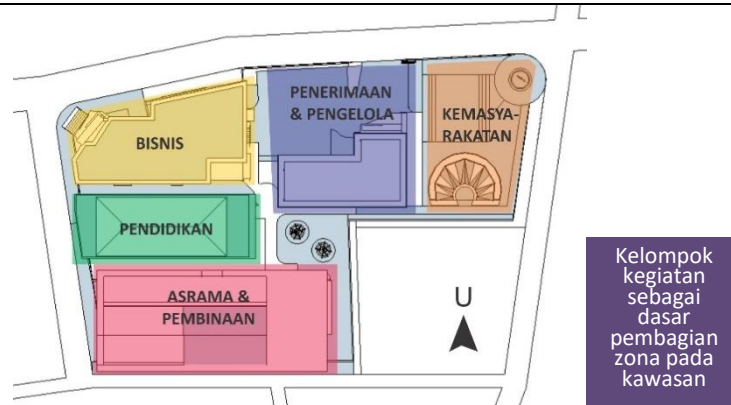 PENERIMAAN
& PENGELOLA
KEMASYA-
RAKATAN
BISNIS
PENDIDIKAN
ASRAMA &
PEMBINAAN
U
Kelompok
kegiatan
sebagai
dasar
pembagian
zona pada
kawasan